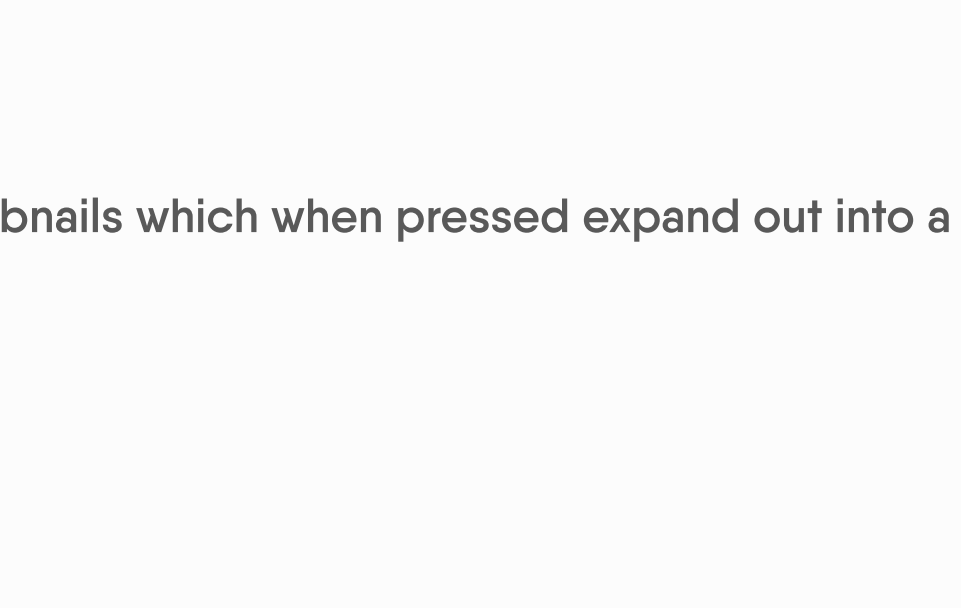 bnails which when pressed expand out into a